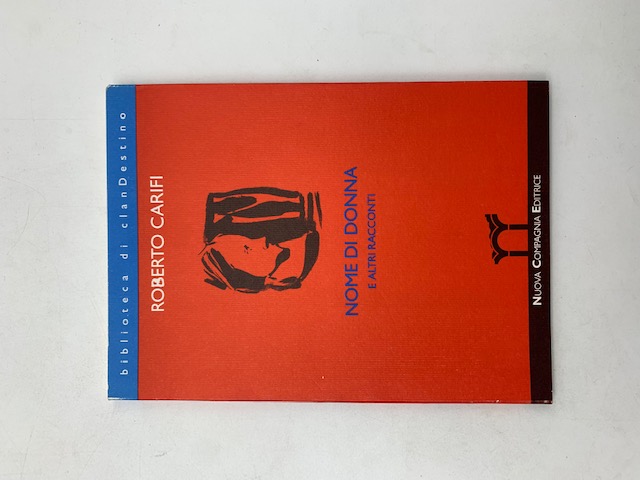 biblioteca di clanDestino
ROBERTO CARIFI
NOME DI DONNA
E ALTRI RACCONTI
NUOVA COMPAGNIA EDITRICE